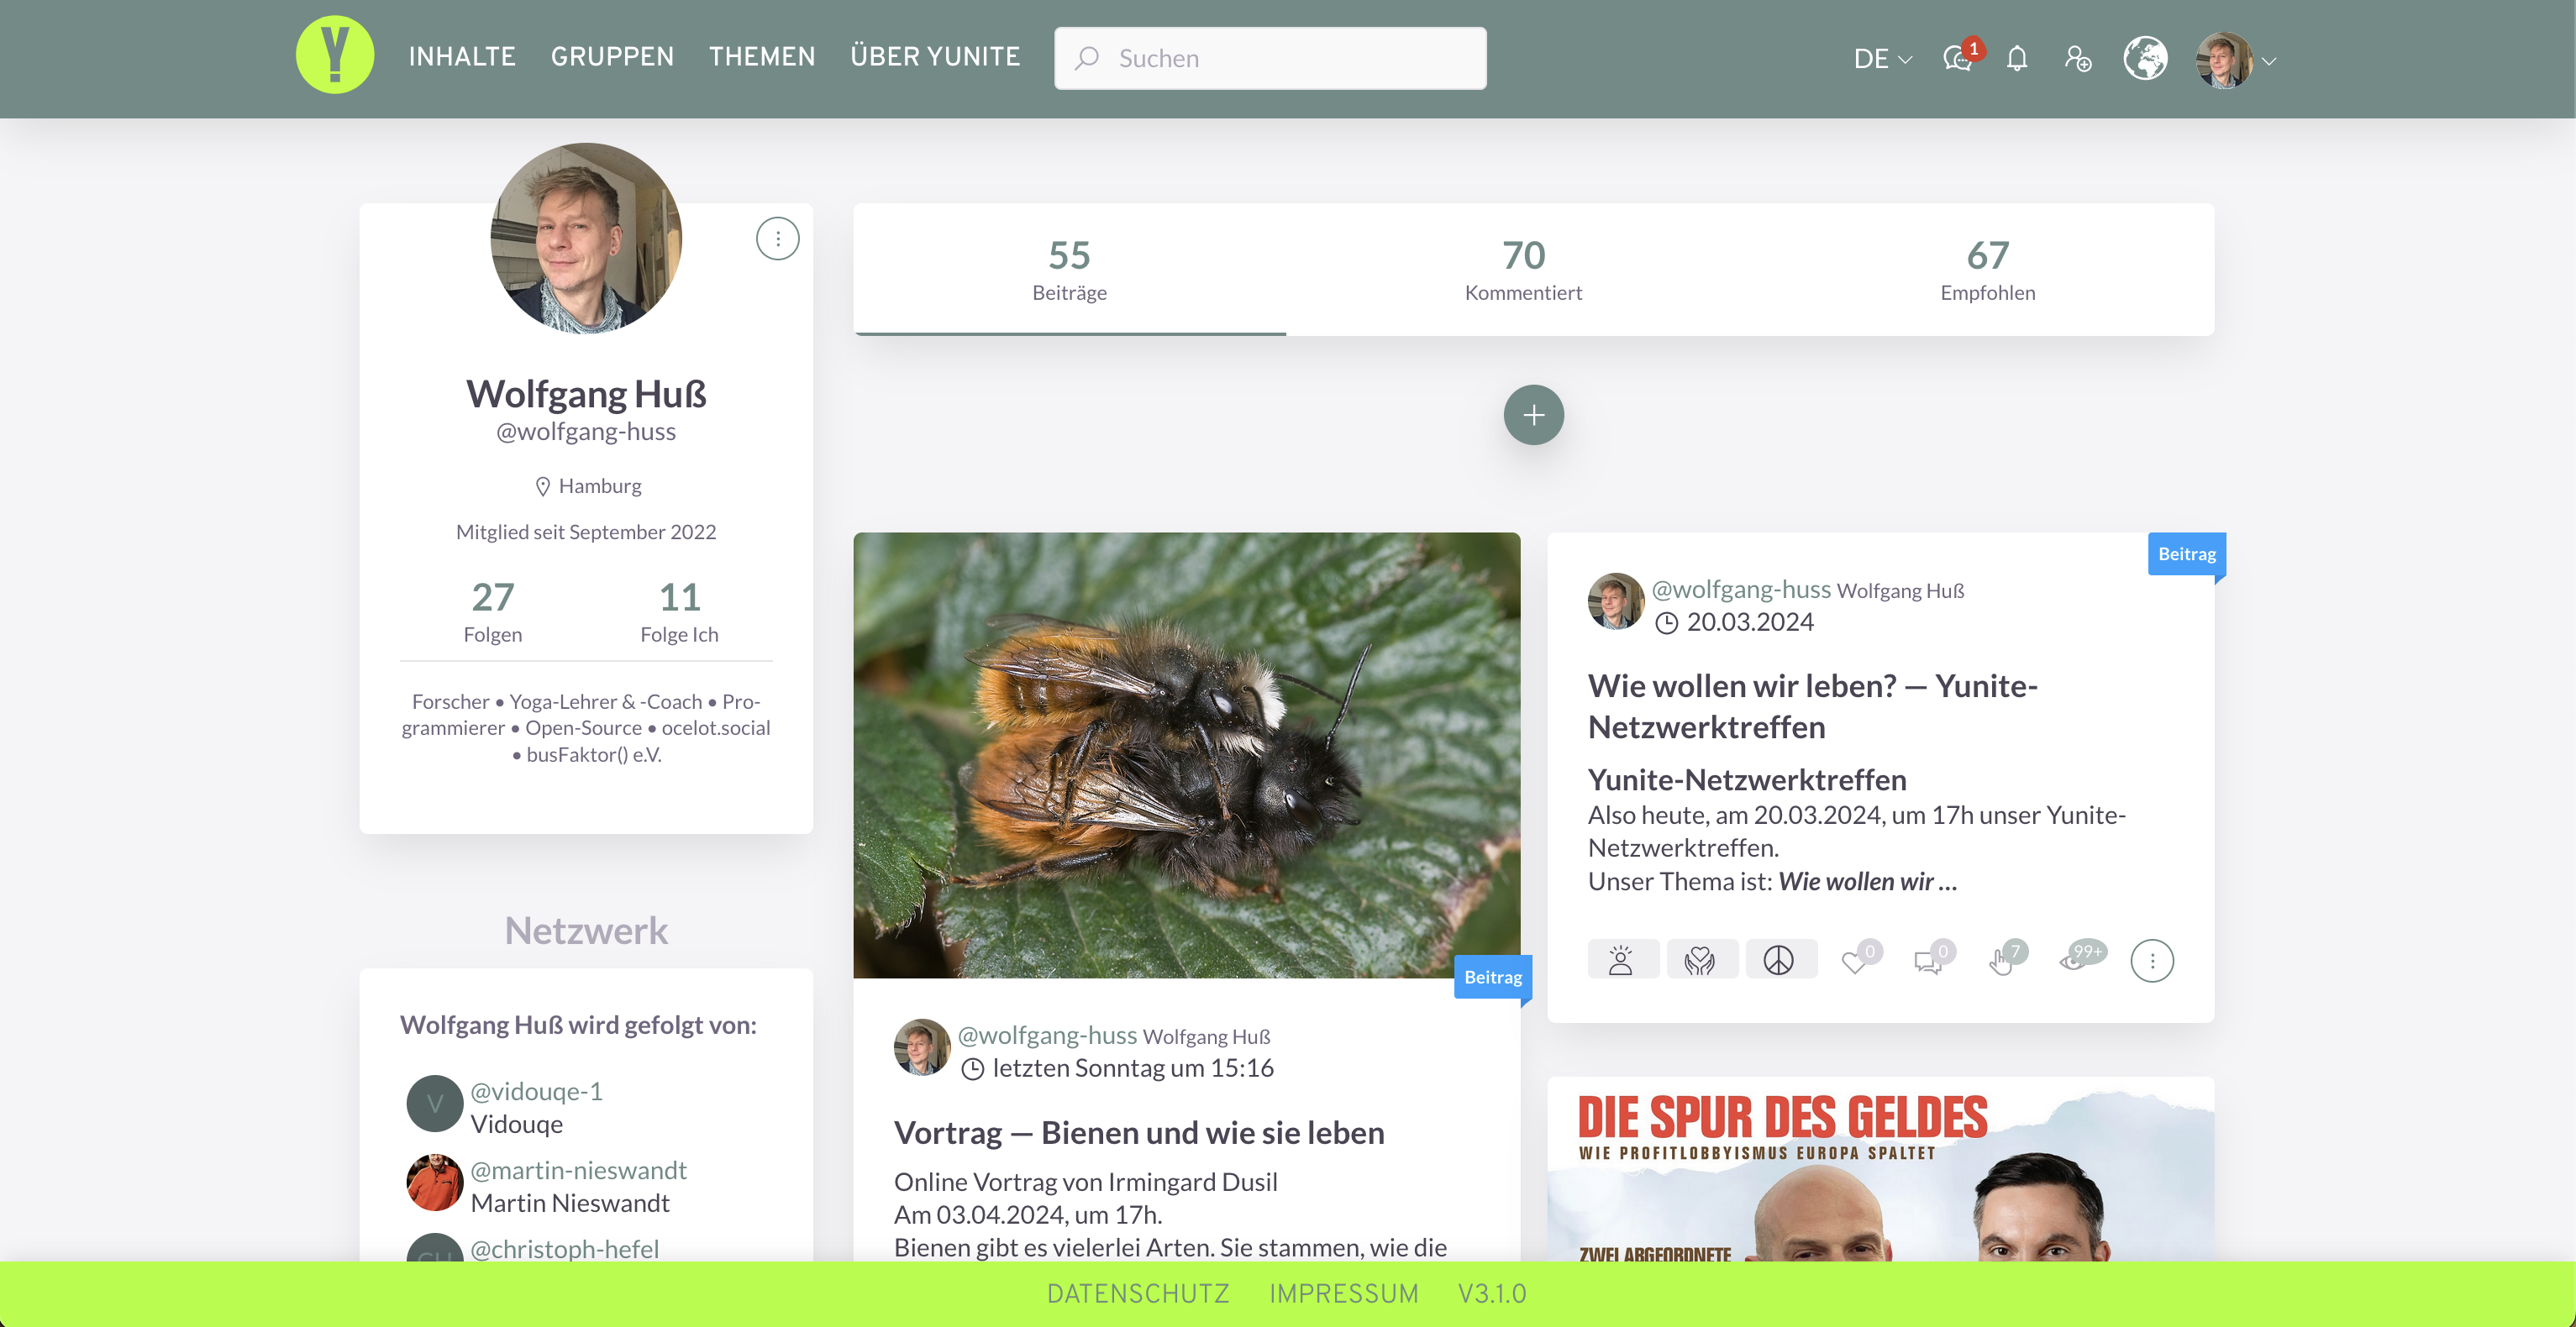 Y
INHALTE GRUPPEN THEMEN ÜBER YUNITE Suchen DE 1
Wolfgang Huß
@wolfgang-huss
Hamburg
Mitglied seit September 2022
27 11
Folgen Folge Ich
Forscher • Yoga-Lehrer & -Coach • Pro-
grammierer • Open-Source • ocelot.social
• busFaktor() e.V.
Netzwerk
Wolfgang Huß wird gefolgt von:
V
@vidouqe-1
Vidouqe
@martin-nieswandt
Martin Nieswandt
CH
@christoph-hefel
55 70 67
Beiträge Kommentiert Empfohlen
Beitrag
@wolfgang-huss Wolfgang Huß
letzten Sonntag um 15:16
Vortrag — Bienen und wie sie leben
Online Vortrag von Irmingard Dusil
Am 03.04.2024, um 17h.
Bienen gibt es vielerlei Arten. Sie stammen, wie die
Beitrag
@wolfgang-huss Wolfgang Huß
20.03.2024
Wie wollen wir leben? — Yunite-
Netzwerktreffen
Yunite-Netzwerktreffen
Also heute, am 20.03.2024, um 17h unser Yunite-
Netzwerktreffen.
Unser Thema ist: Wie wollen wir ...
0 0 7 99+
DIE SPUR DES GELDES
WIE PROFITLOBBYISMUS EUROPA SPALTET
ZWEI ABGEORDNETE
DATENSCHUTZ IMPRESSUM V3.1.0